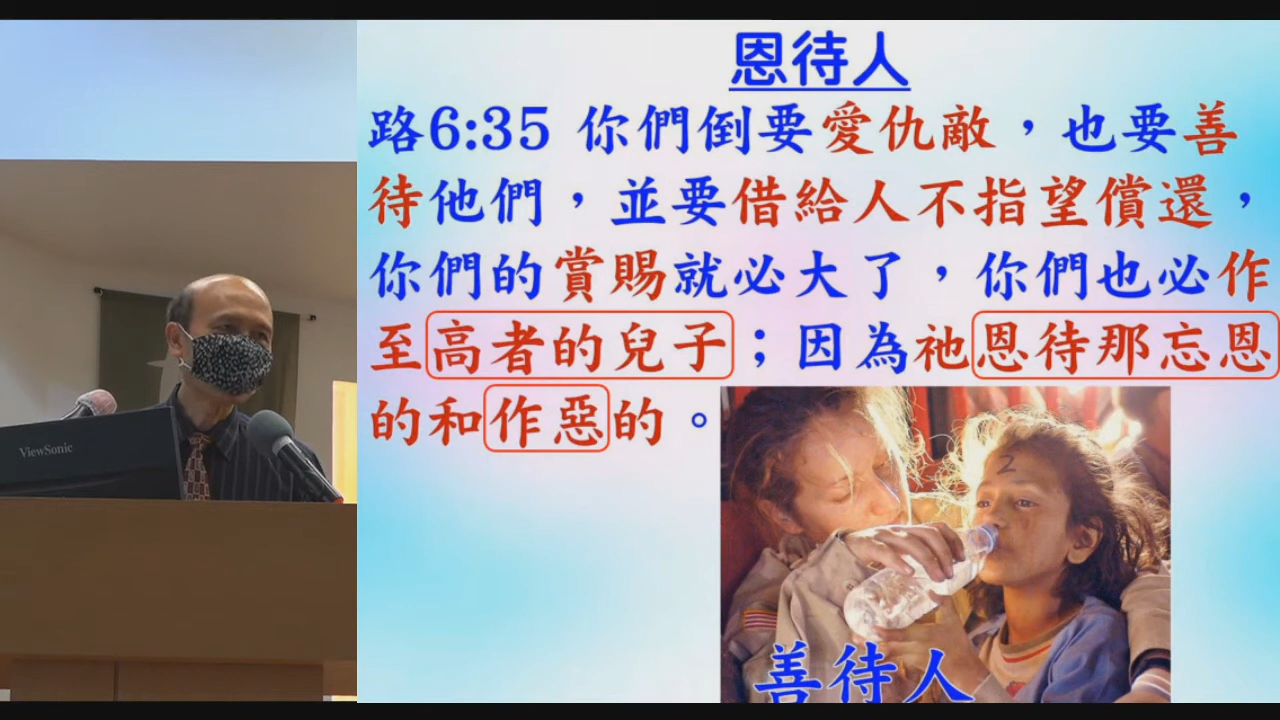 恩待人
路6:35 你們倒要愛仇敵，也要善
待他們，並要借給人不指望償還，
你們的賞賜就必大了，你們也必作
至高者的兒子；因為祂恩待那忘恩
的和作惡的。
2
善待人
ViewSonic